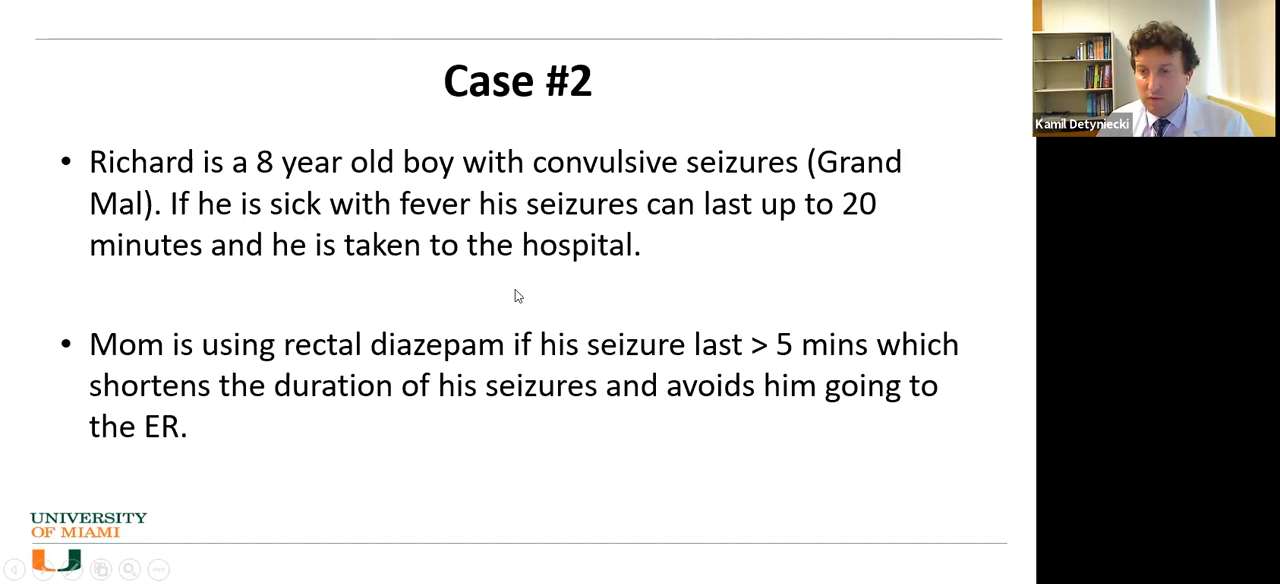 Case #2
• Richard is a 8 year old boy with convulsive seizures (Grand
Mal). If he is sick with fever his seizures can last up to 20
minutes and he is taken to the hospital.
• Mom is using rectal diazepam if his seizure last > 5 mins which
shortens the duration of his seizures and avoids him going to
the ER.
UNIVERSITY
OF MIAMI
Kamil Detyniecki